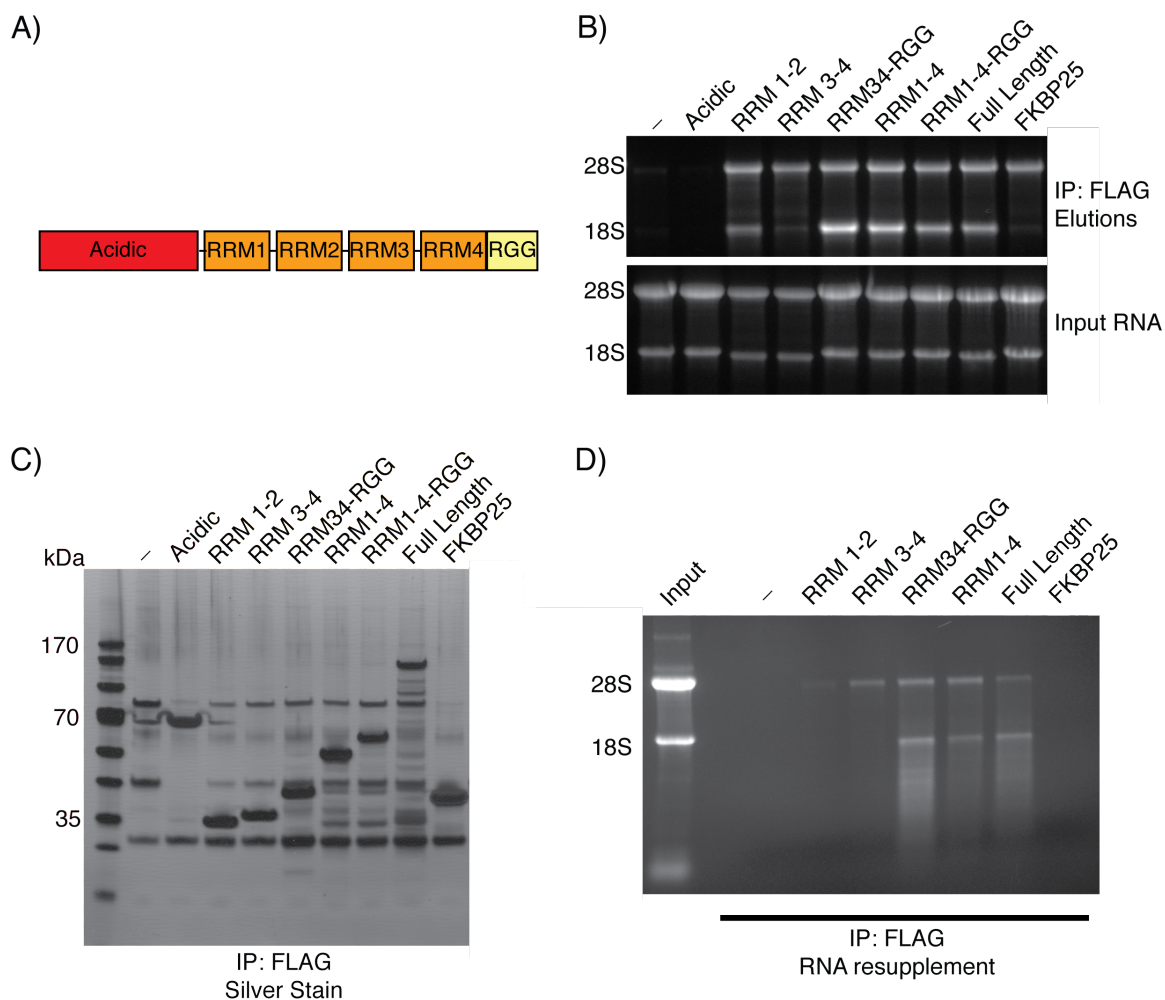 A)
Acidic
RRM1
RRM2
RRM3
RRM4
RGG
B)
–
Acidic
RRM 1-2
RRM 3-4
RRM34-RGG
RRM1-4
RRM1-4-RGG
Full Length
FKBP25
28S
18S
IP: FLAG
Elutions
28S
18S
Input RNA
C)
kDa
–
Acidic
RRM 1-2
RRM 3-4
RRM34-RGG
RRM1-4
RRM1-4-RGG
Full Length
FKBP25
170
70
35
IP: FLAG
Silver Stain
D)
Input
–
RRM 1-2
RRM 3-4
RRM34-RGG
RRM1-4
Full Length
FKBP25
28S
18S
IP: FLAG
RNA resupplement